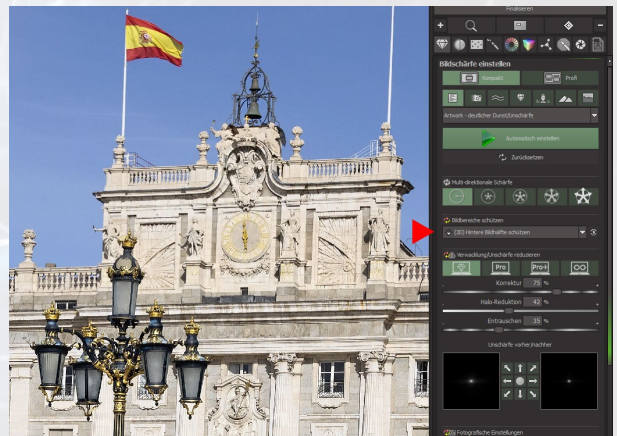 Finalisieren
Bildschärfe einstellen
Kompakt
Profi
Artwork - deutlicher Dunst/Unschärfe
Automatisch einstellen
Zurücksetzen
Multi-direktionale Schärfe
Bildbereiche schützen
(3D) Hintere Bildhälfte schützen
Verwacklung/Unschärfe reduzieren
Pro
Pro+
Korrektur 75 %
Halo-Reduktion 42 %
Entrauschen 35 %
Unschärfe vorher/nachher
Fotografische Einstellungen